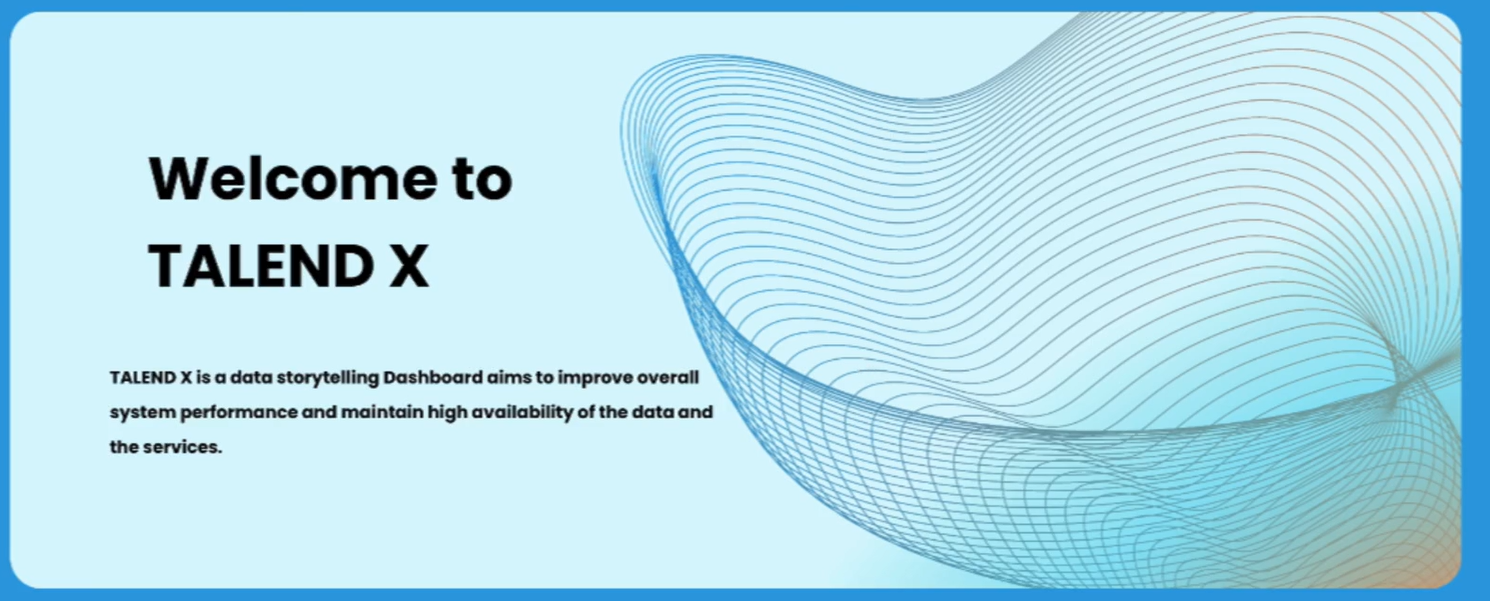 Welcome to
TALEND X
TALEND X is a data storytelling Dashboard aims to improve overall
system performance and maintain high availability of the data and
the services.